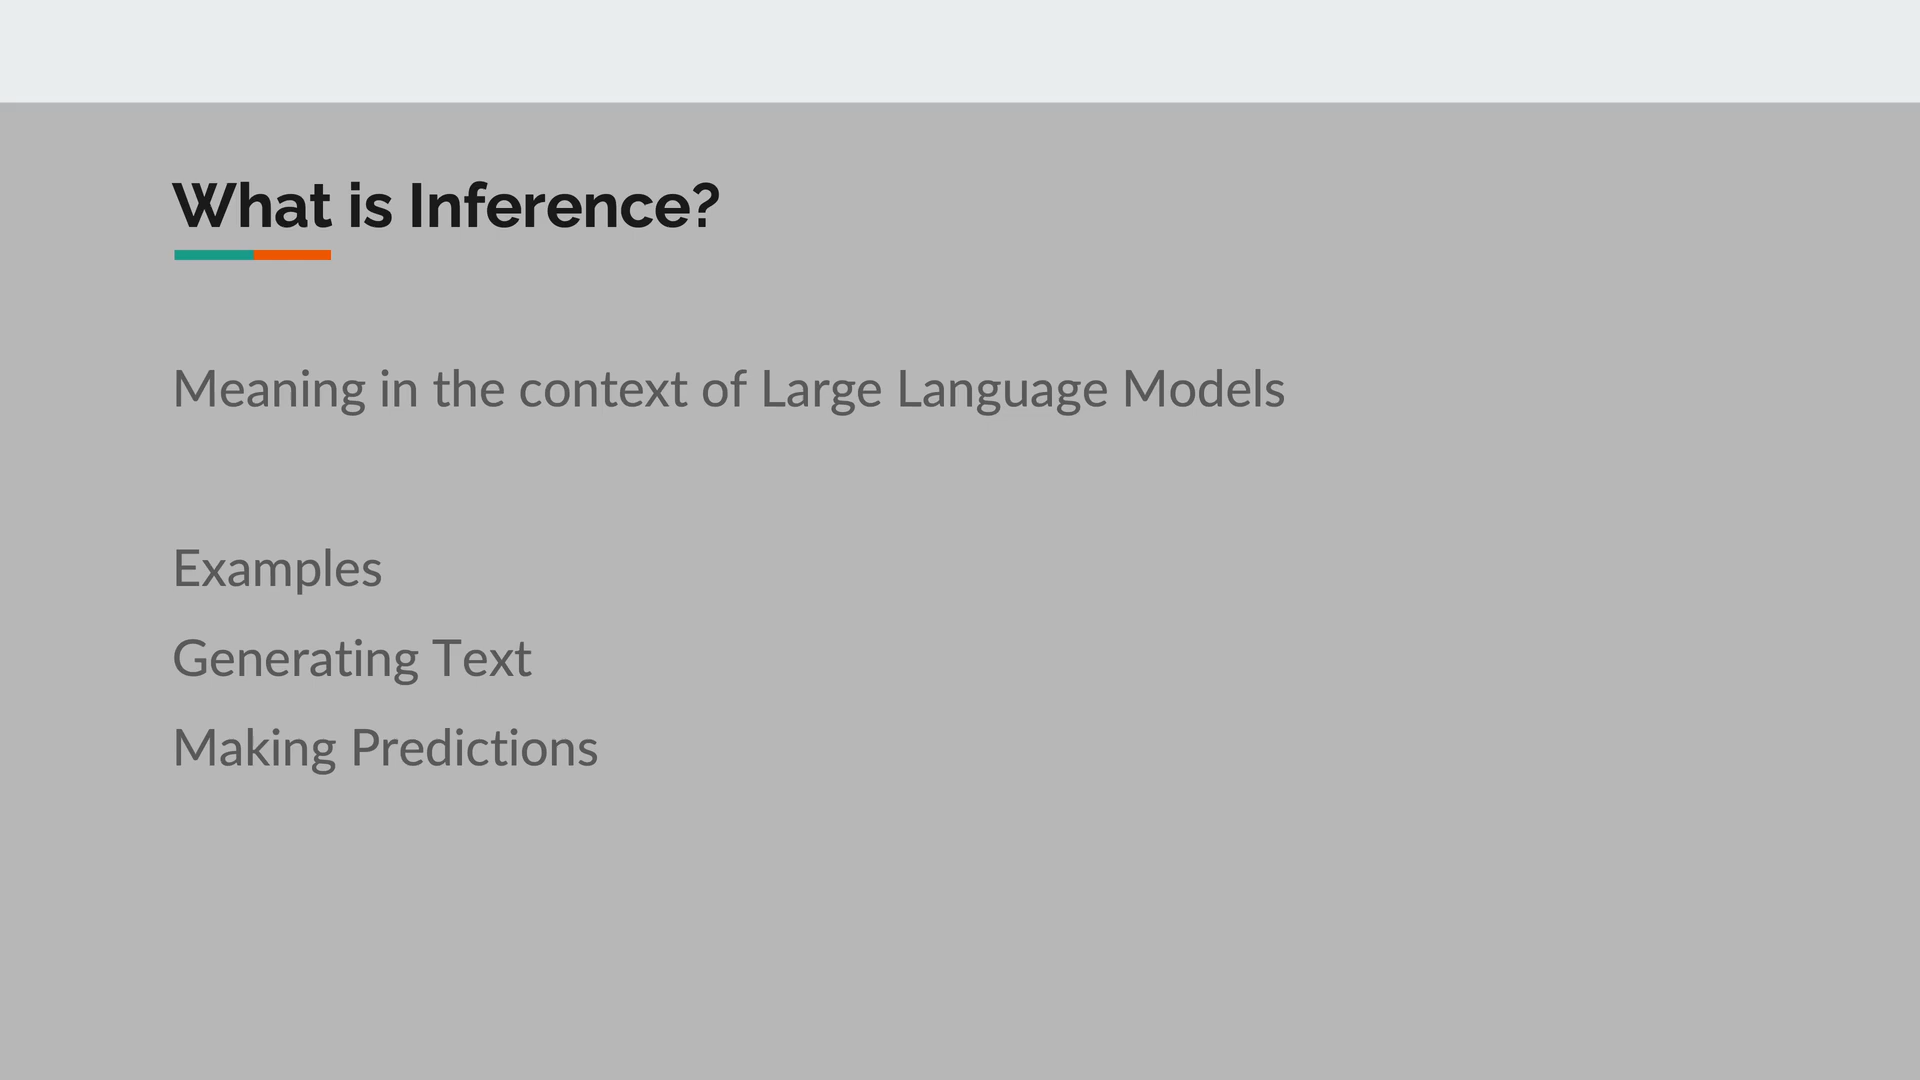 What is Inference?
Meaning in the context of Large Language Models
Examples
Generating Text
Making Predictions